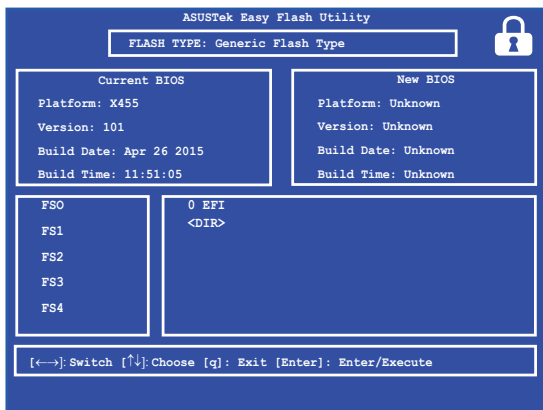 ASUSTek Easy Flash Utility
FLASH TYPE: Generic Flash Type
Current BIOS
Platform: X455
Version: 101
Build Date: Apr 26 2015
Build Time: 11:51:05
New BIOS
Platform: Unknown
Version: Unknown
Build Date: Unknown
Build Time: Unknown
FSO
FS1
FS2
FS3
FS4
0 EFI
<DIR>
[←→]: Switch [↑↓]: Choose [q]: Exit [Enter]: Enter/Execute